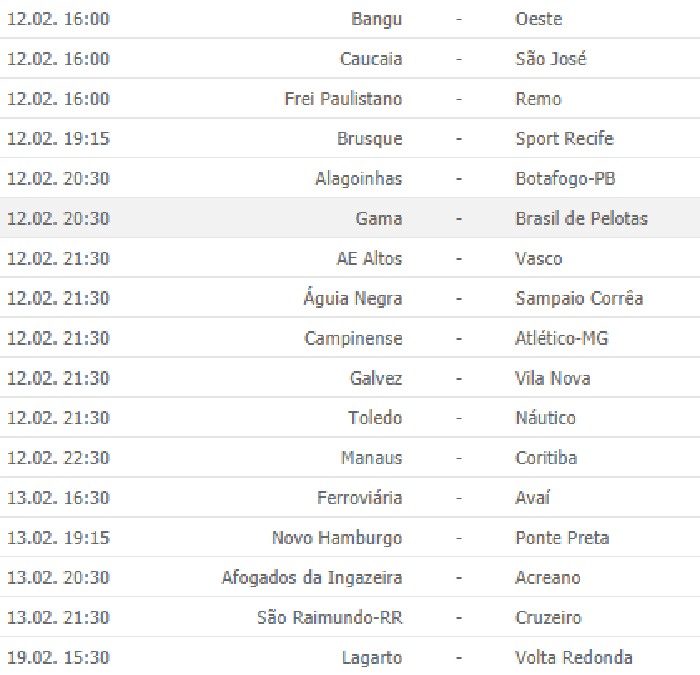 12.02. 16:00 Bangu - Oeste
12.02. 16:00 Caucaia - São José
12.02. 16:00 Frei Paulistano - Remo
12.02. 19:15 Brusque - Sport Recife
12.02. 20:30 Alagoinhas - Botafogo-PB
12.02. 20:30 Gama - Brasil de Pelotas
12.02. 21:30 AE Altos - Vasco
12.02. 21:30 Águia Negra - Sampaio Corrêa
12.02. 21:30 Campinense - Atlético-MG
12.02. 21:30 Galvez - Vila Nova
12.02. 21:30 Toledo - Náutico
12.02. 22:30 Manaus - Coritiba
13.02. 16:30 Ferroviária - Avaí
13.02. 19:15 Novo Hamburgo - Ponte Preta
13.02. 20:30 Afogados da Ingazeira - Acreano
13.02. 21:30 São Raimundo-RR - Cruzeiro
19.02. 15:30 Lagarto - Volta Redonda